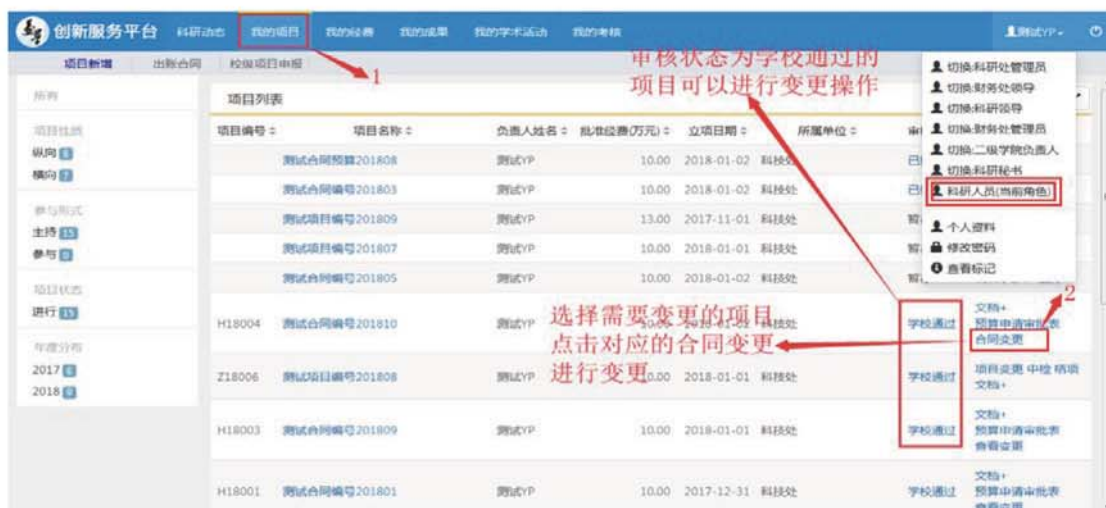 创新服务平台 科研动态 我的项目 我的经费 我的成果 我的学术活动 我的考核 测试YP
项目新增 出账合同 校级项目申报
1
审核状态为学校通过的
项目可以进行变更操作
切换:科研处管理员
切换:财务处领导
切换:科研领导
切换:财务处管理员
切换:二级学院负责人
切换:科研秘书
科研人员(当前角色)
个人资料
修改密码
查看标记
所有
项目性质
纵向 8
横向 7
参与形式
主持 15
参与 0
项目状态
进行 15
年度分布
2017 6
2018 9
项目列表
项目编号 项目名称 负责人姓名 批准经费(万元) 立项日期 所属单位
测试合同预算201808 测试YP 10.00 2018-01-02 科技处
测试合同编号201803 测试YP 10.00 2018-01-02 科技处
测试项目编号201809 测试YP 13.00 2017-11-01 科技处
测试项目编号201807 测试YP 10.00 2018-01-01 科技处
测试合同编号201805 测试YP 10.00 2018-01-02 科技处
2
选择需要变更的项目
点击对应的合同变更
进行变更
H18004 测试合同编号201810 测试YP 科技处 学校通过 文档+
预算申请审批表
合同变更
Z18006 测试项目编号201808 测试YP 2018-01-01 科技处 学校通过 项目变更 中检 结项
文档+
H18003 测试合同编号201809 测试YP 10.00 2018-01-01 科技处 学校通过 文档+
预算申请审批表
查看变更
H18001 测试合同编号201801 测试YP 10.00 2017-12-31 科技处 学校通过 文档+
预算申请审批表
查看变更